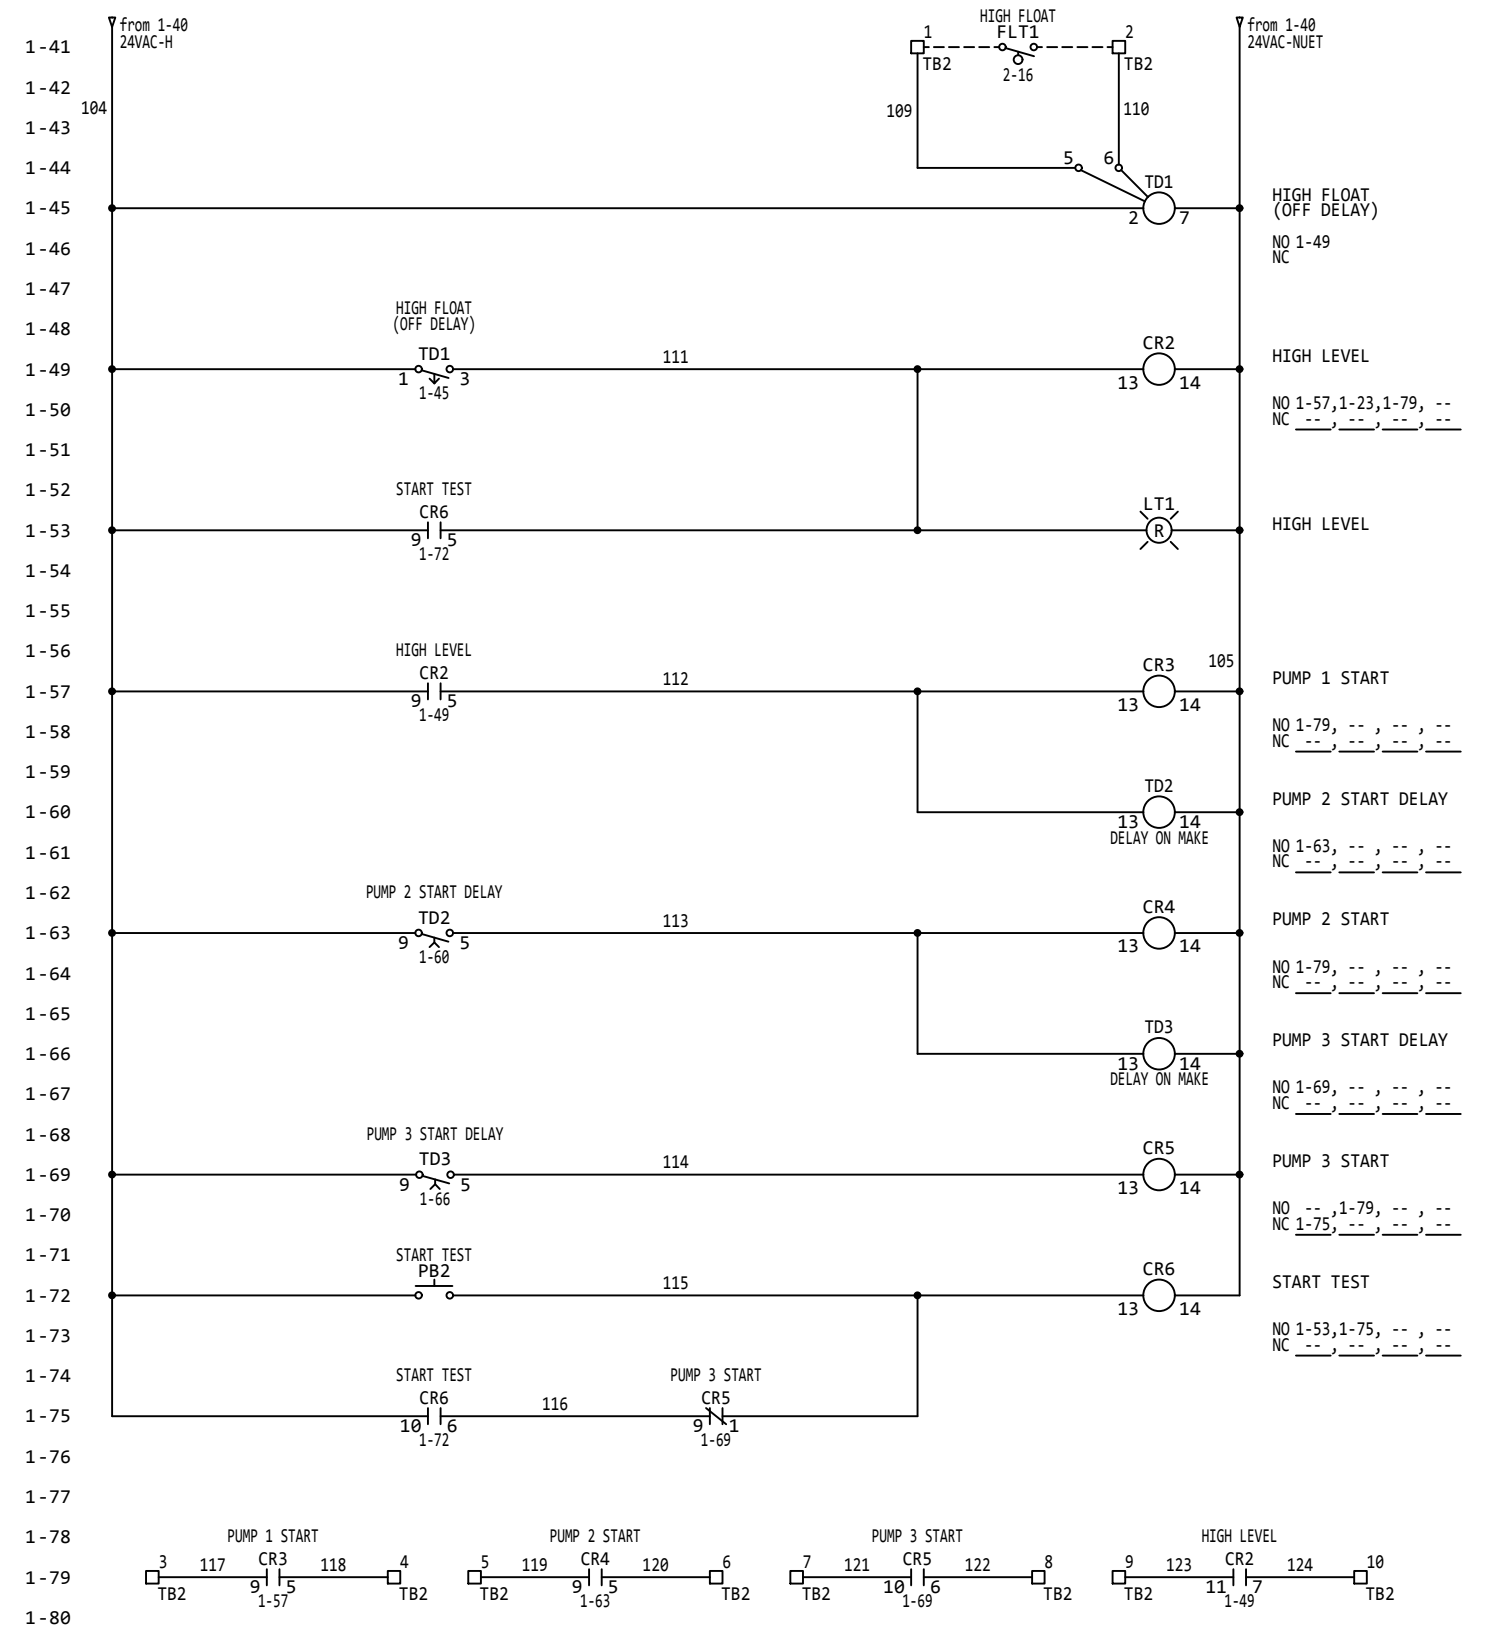 from 1-40
24VAC-H
HIGH FLOAT
FLT1
1
2
from 1-40
24VAC-NUET
1-41
TB2
TB2
2-16
1-42
104
109
110
1-43
1-44
5
6
TD1
1-45
2
7
HIGH FLOAT
(OFF DELAY)
1-46
NO 1-49
NC
1-47
HIGH FLOAT
(OFF DELAY)
1-48
TD1
111
CR2
HIGH LEVEL
1-49
1
3
1-45
13
14
1-50
NO 1-57,1-23,1-79, --
NC -- , -- , -- , --
1-51
1-52
START TEST
CR6
LT1
1-53
9
5
1-72
R
HIGH LEVEL
1-54
1-55
1-56
HIGH LEVEL
CR2
112
CR3
105
PUMP 1 START
1-57
9
5
1-49
13
14
1-58
NO 1-79, -- , -- , --
NC -- , -- , -- , --
1-59
TD2
1-60
13
14
DELAY ON MAKE
PUMP 2 START DELAY
1-61
NO 1-63, -- , -- , --
NC -- , -- , -- , --
1-62
PUMP 2 START DELAY
TD2
113
CR4
PUMP 2 START
1-63
9
5
1-60
13
14
1-64
NO 1-79, -- , -- , --
NC -- , -- , -- , --
1-65
TD3
1-66
13
14
DELAY ON MAKE
PUMP 3 START DELAY
1-67
NO 1-69, -- , -- , --
NC -- , -- , -- , --
1-68
PUMP 3 START DELAY
TD3
114
CR5
PUMP 3 START
1-69
9
5
1-66
13
14
1-70
NO -- ,1-79, -- , --
NC 1-75, -- , -- , --
1-71
START TEST
PB2
115
CR6
START TEST
1-72
13
14
1-73
NO 1-53,1-75, -- , --
NC -- , -- , -- , --
1-74
START TEST
CR6
116
PUMP 3 START
CR5
1-75
10
6
1-72
9
1
1-69
1-76
1-77
1-78
PUMP 1 START
PUMP 2 START
PUMP 3 START
HIGH LEVEL
3
117
CR3
118
4
5
119
CR4
120
6
7
121
CR5
122
8
9
123
CR2
124
10
1-79
TB2
9
5
1-57
TB2
TB2
9
5
1-63
TB2
TB2
10
6
1-69
TB2
TB2
11
7
1-49
TB2
1-80